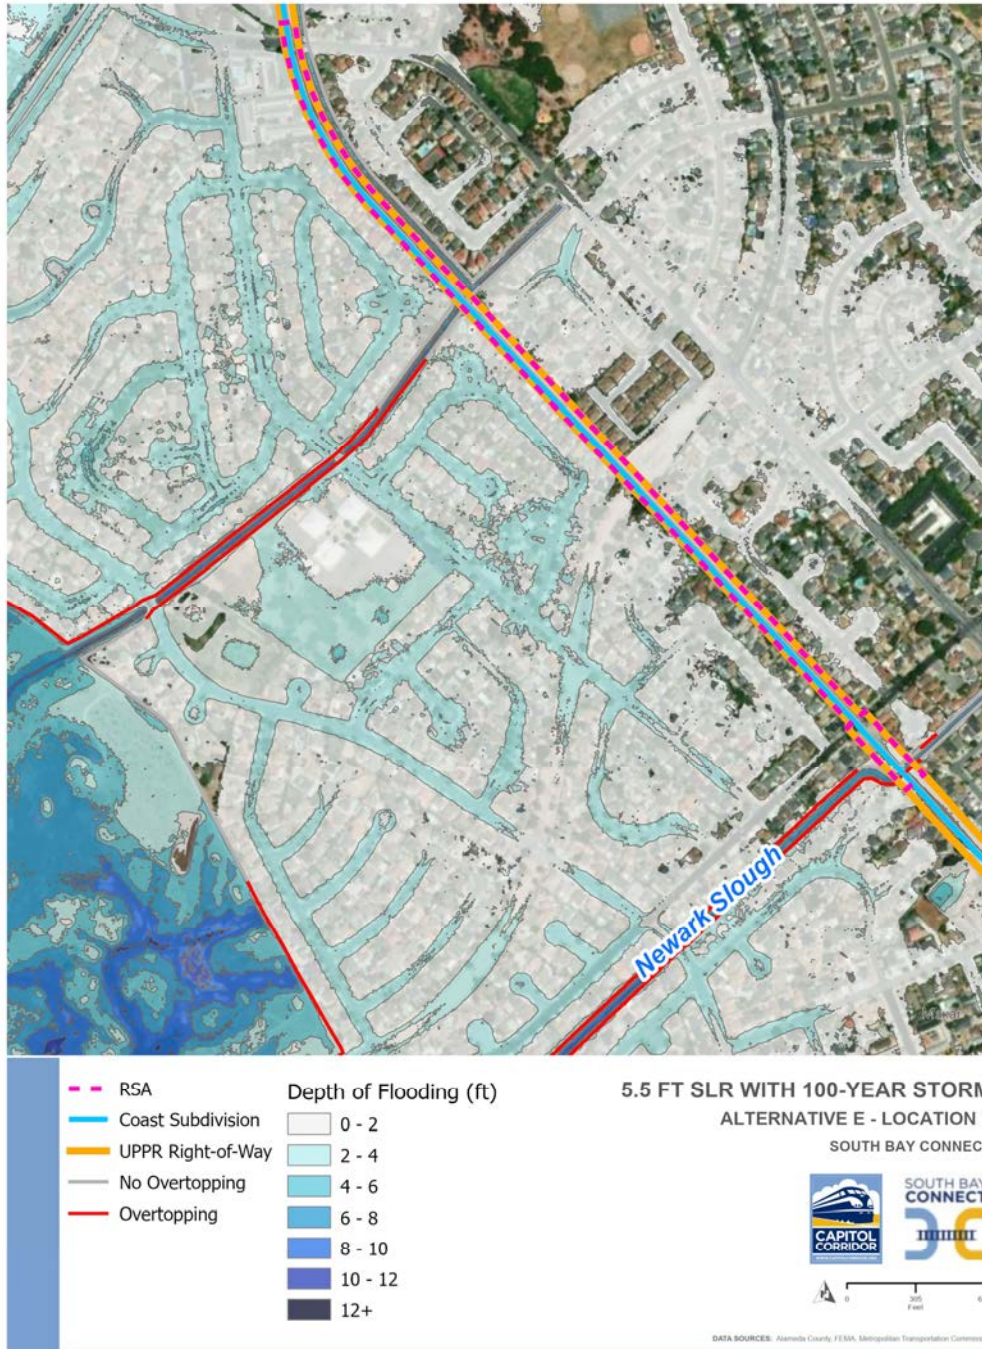 Newark Slough
RSA
Coast Subdivision
UPPR Right-of-Way
No Overtopping
Overtopping
Depth of Flooding (ft)
0 - 2
2 - 4
4 - 6
6 - 8
8 - 10
10 - 12
12+
5.5 FT SLR WITH 100-YEAR STORM
ALTERNATIVE E - LOCATION
SOUTH BAY CONNEC
CAPITOL
CORRIDOR
SOUTH BAY
CONNECT
0
305
6
Feet
DATA SOURCES: Alameda County, FEMA, Metropolitan Transportation Commiss